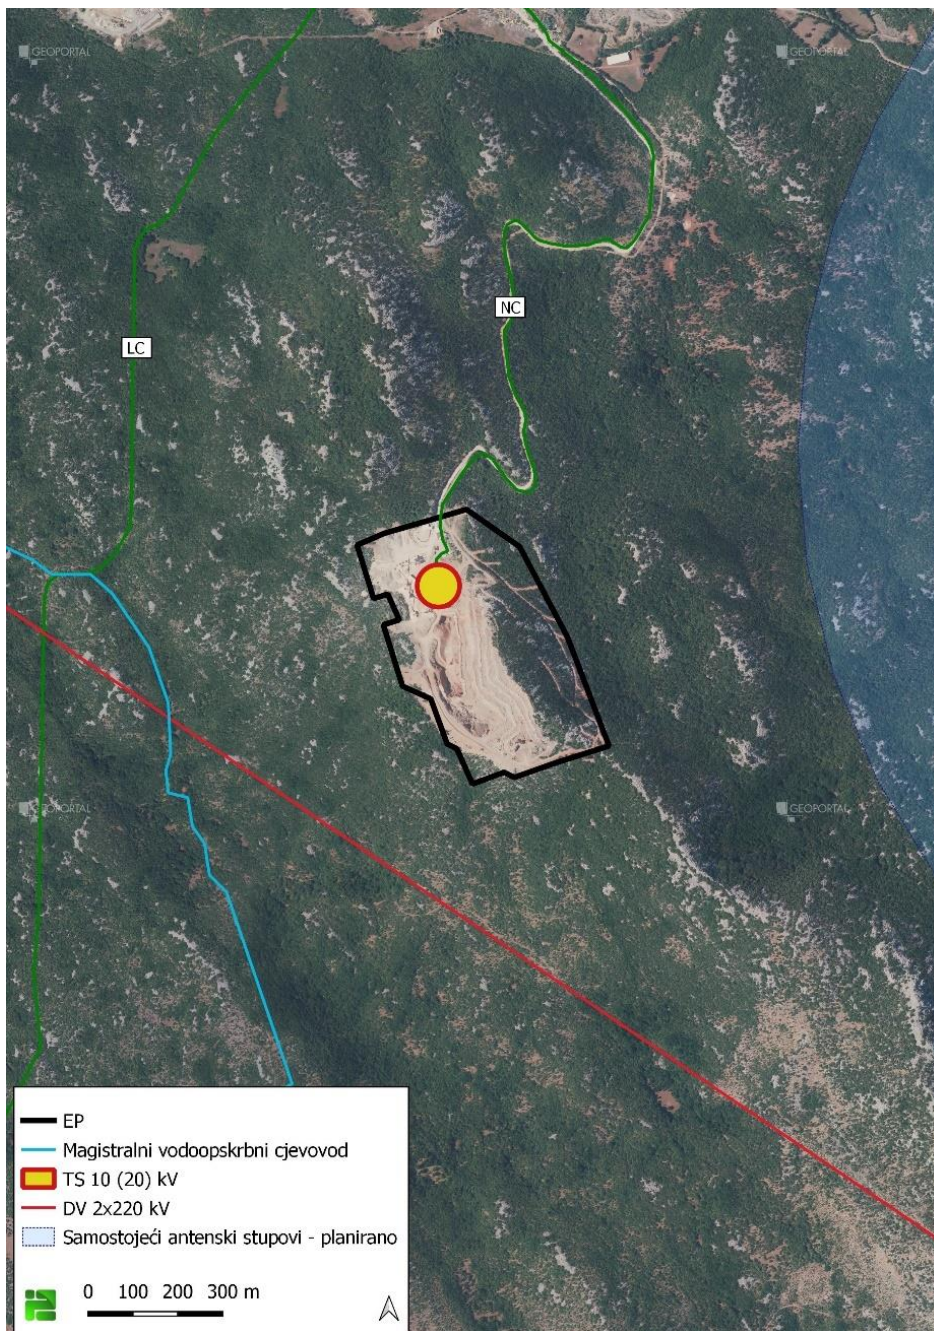 GEOPORTAL
GEOPORTAL
NC
LC
GEOPORTAL
GEOPORTAL
EP
Magistralni vodoopskrbni cjevovod
TS 10 (20) kV
DV 2x220 kV
Samostojeći antenski stupovi - planirano
0 100 200 300 m